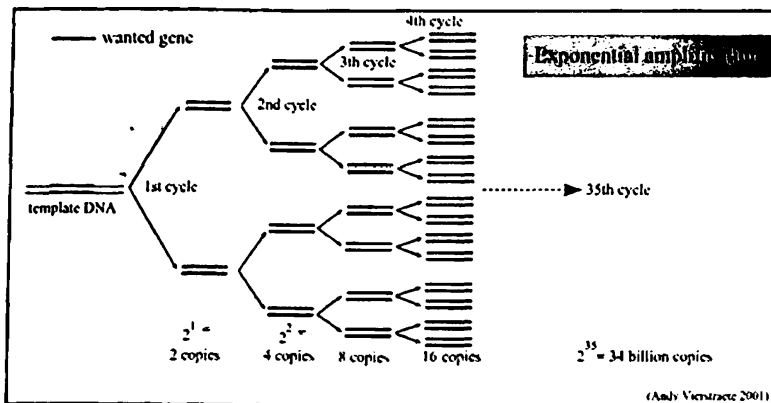 4th cycle
wanted gene
3th cycle
Exponential
2nd cycle
1st cycle
template DNA
35th cycle
2^1 =
2^2 =
2 copies
4 copies
8 copies
16 copies
2^35 = 34 billion copies
(Andy Vierstraete 2001)